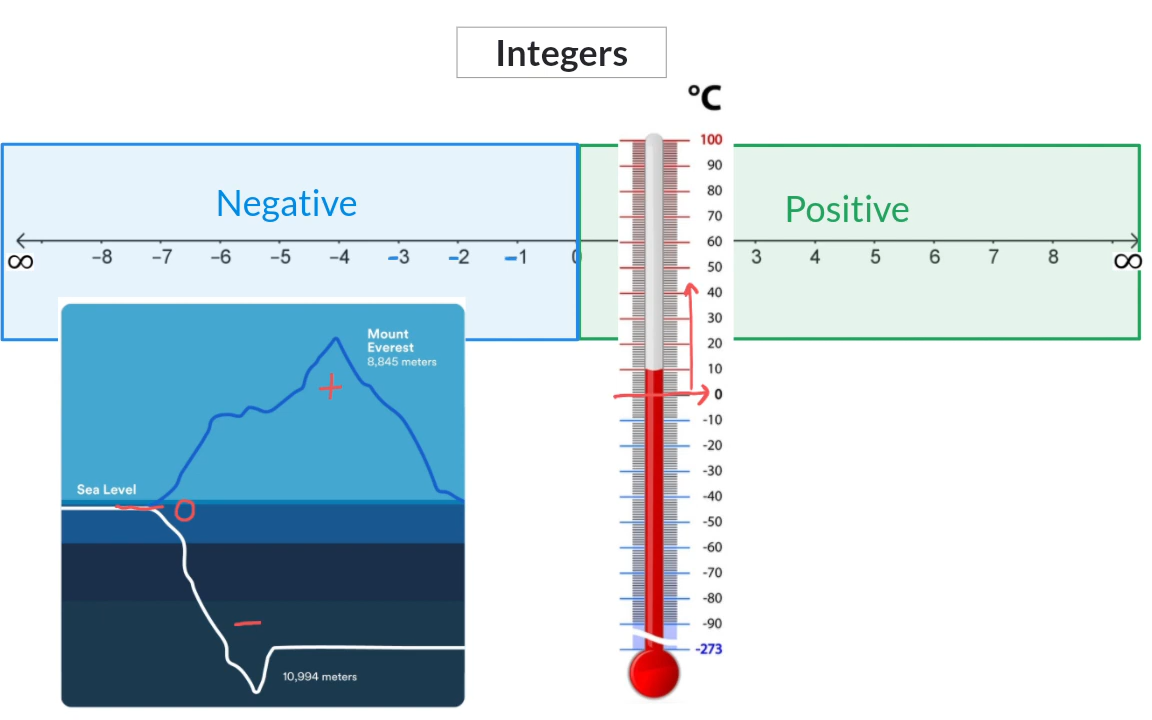 Integers
°C
Negative
Positive
∞ -8 -7 -6 -5 -4 -3 -2 -1 0 3 4 5 6 7 8 ∞
100
90
80
70
60
50
40
30
20
10
0
-10
-20
-30
-40
-50
-60
-70
-80
-90
-273
Mount
Everest
8,845 meters
+
Sea Level
0
−
10,994 meters